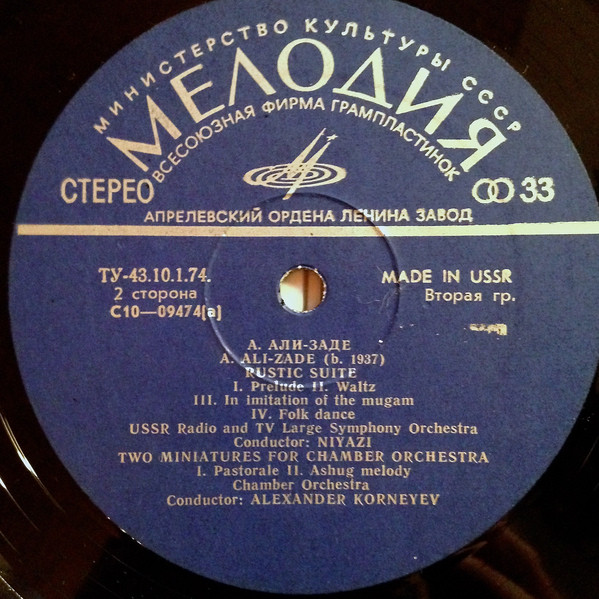 МИНИСТЕРСТВО КУЛЬТУРЫ СССР
МЕЛОДИЯ
ВСЕСОЮЗНАЯ ФИРМА ГРАМПЛАСТИНОК
СТЕРЕО 33
АПРЕЛЕВСКИЙ ОРДЕНА ЛЕНИНА ЗАВОД
ТУ-43.10.1.74. MADE IN USSR
2 сторона Вторая гр.
С10—09474[а]
А. АЛИ-ЗАДЕ
A. ALI-ZADE (b. 1937)
RUSTIC SUITE
I. Prelude II. Waltz
III. In imitation of the mugam
IV. Folk dance
USSR Radio and TV Large Symphony Orchestra
Conductor: NIYAZI
TWO MINIATURES FOR CHAMBER ORCHESTRA
I. Pastorale II. Ashug melody
Chamber Orchestra
Conductor: ALEXANDER KORNEYEV